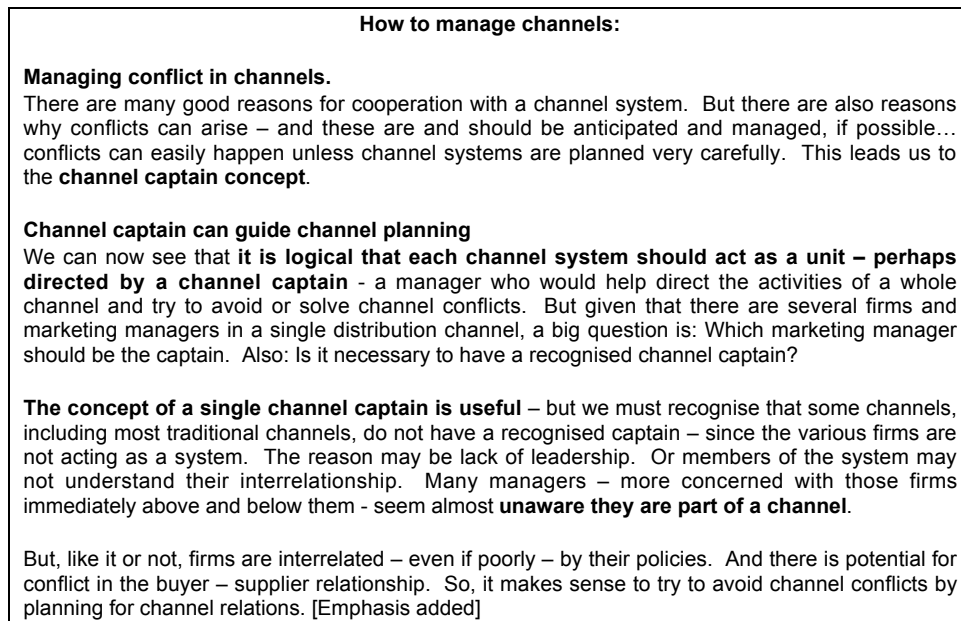 How to manage channels:
Managing conflict in channels.
There are many good reasons for cooperation with a channel system. But there are also reasons
why conflicts can arise – and these are and should be anticipated and managed, if possible…
conflicts can easily happen unless channel systems are planned very carefully. This leads us to
the channel captain concept.
Channel captain can guide channel planning
We can now see that it is logical that each channel system should act as a unit – perhaps
directed by a channel captain - a manager who would help direct the activities of a whole
channel and try to avoid or solve channel conflicts. But given that there are several firms and
marketing managers in a single distribution channel, a big question is: Which marketing manager
should be the captain. Also: Is it necessary to have a recognised channel captain?
The concept of a single channel captain is useful – but we must recognise that some channels,
including most traditional channels, do not have a recognised captain – since the various firms are
not acting as a system. The reason may be lack of leadership. Or members of the system may
not understand their interrelationship. Many managers – more concerned with those firms
immediately above and below them - seem almost unaware they are part of a channel.
But, like it or not, firms are interrelated – even if poorly – by their policies. And there is potential for
conflict in the buyer – supplier relationship. So, it makes sense to try to avoid channel conflicts by
planning for channel relations. [Emphasis added]